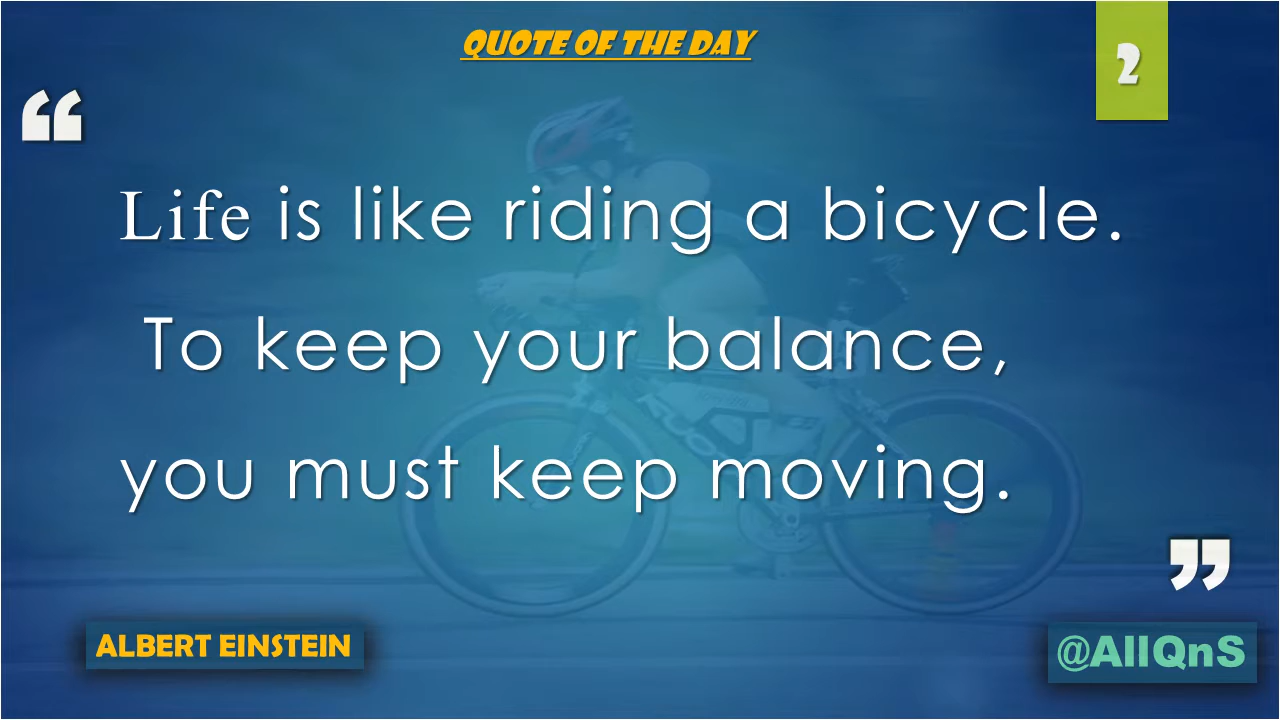 QUOTE OF THE DAY
2
“
Life is like riding a bicycle.
To keep your balance,
you must keep moving.
”
ALBERT EINSTEIN
@AllQnS